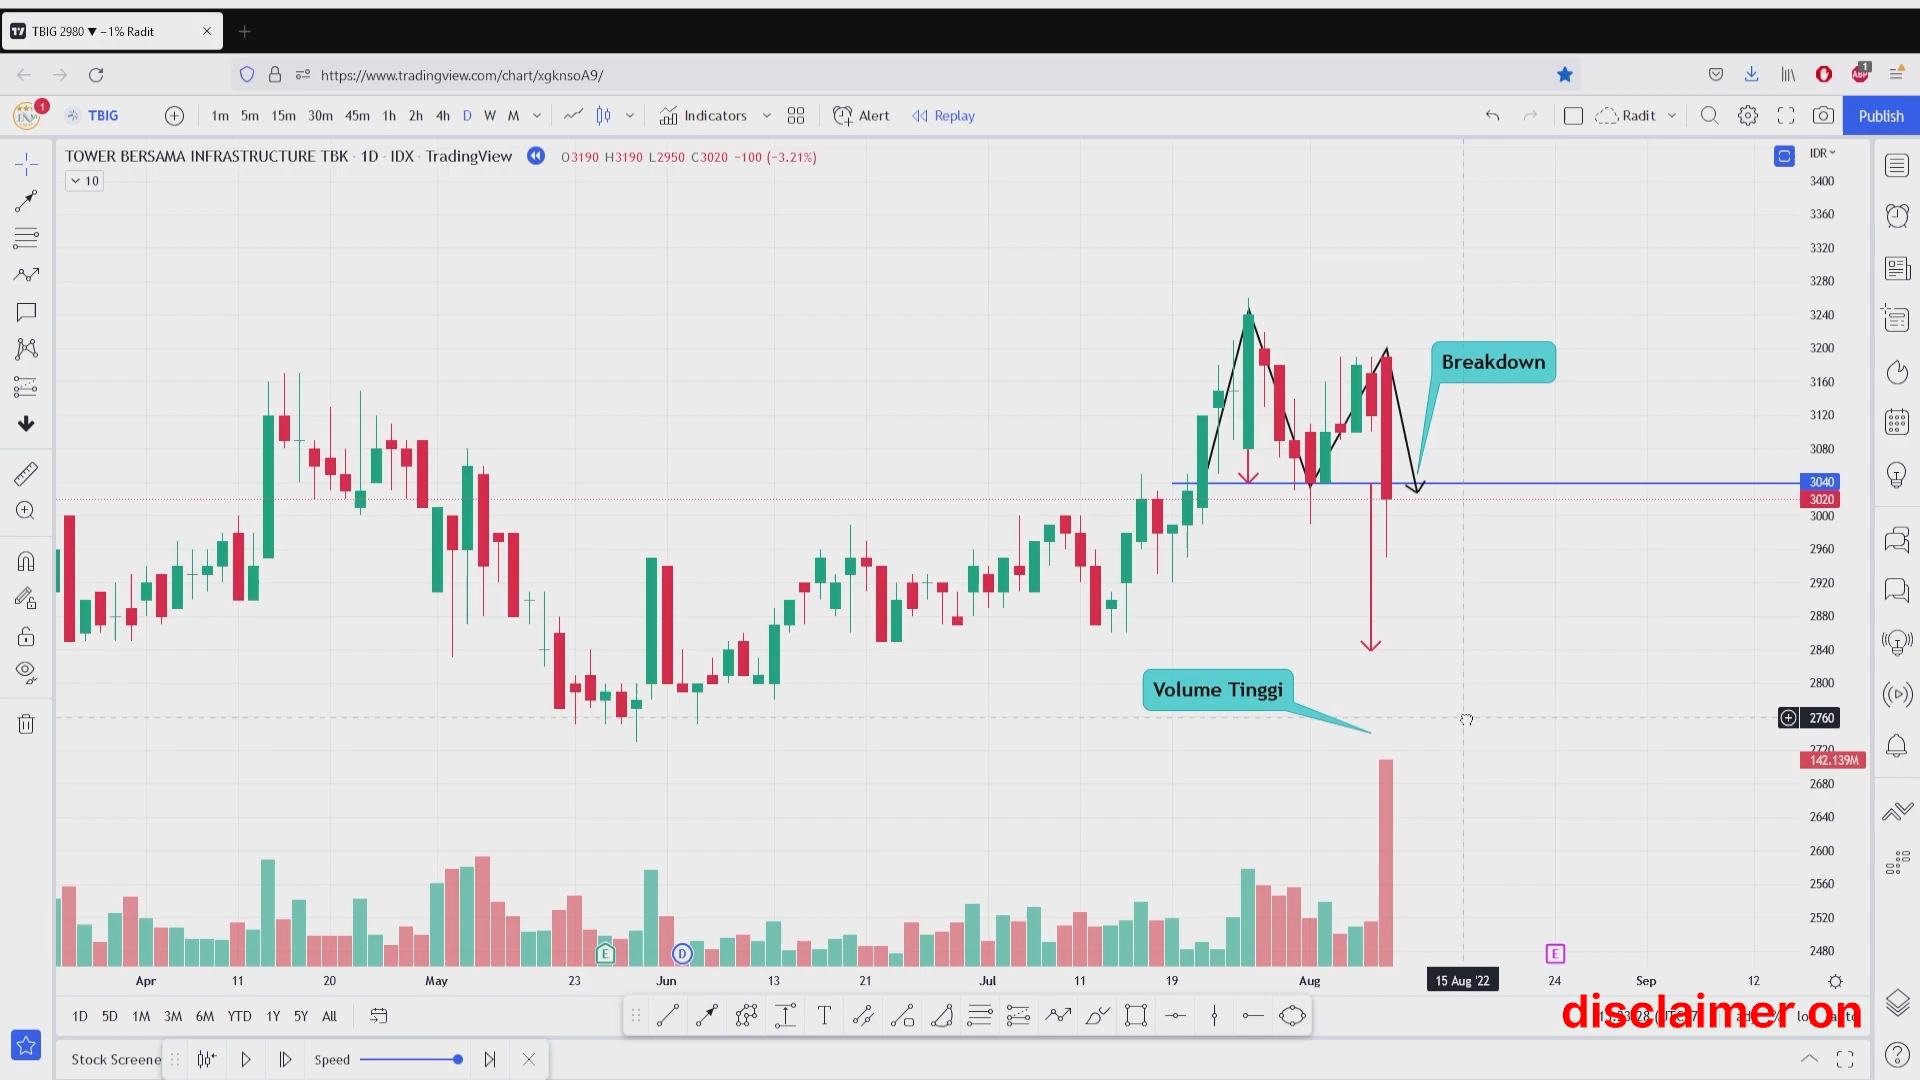 TBIG 2980 ▼ −1% Radit
https://www.tradingview.com/chart/xgknsoA9/
TBIG 1m 5m 15m 30m 45m 1h 2h 4h D W M Indicators Alert Replay Radit Publish
TOWER BERSAMA INFRASTRUCTURE TBK · 1D · IDX · TradingView O3190 H3190 L2950 C3020 −100 (−3.21%)
IDR
10
3400
3360
3320
3280
3240
3200
3160
3120
3080
3040
3020
3000
2960
2920
2880
2840
2800
2760
2720
142.139M
2680
2640
2600
2560
2520
2480
Breakdown
Volume Tinggi
E
D
E
Apr 11 20 May 23 Jun 13 21 Jul 11 19 Aug 15 Aug '22 24 Sep 12
1D 5D 1M 3M 6M YTD 1Y 5Y All
disclaimer on
Stock Screene Speed